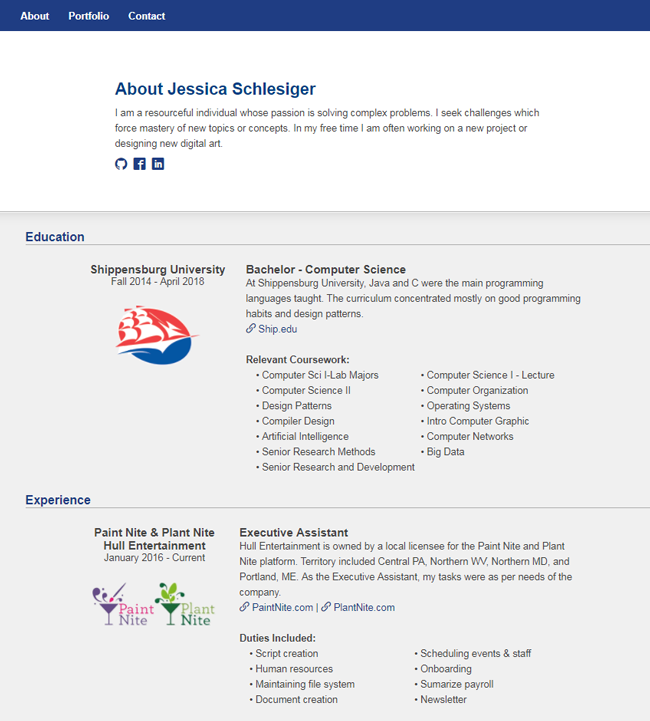 About Portfolio Contact
About Jessica Schlesiger
I am a resourceful individual whose passion is solving complex problems. I seek challenges which
force mastery of new topics or concepts. In my free time I am often working on a new project or
designing new digital art.
Education
Shippensburg University
Fall 2014 - April 2018
Bachelor - Computer Science
At Shippensburg University, Java and C were the main programming
languages taught. The curriculum concentrated mostly on good programming
habits and design patterns.
Ship.edu
Relevant Coursework:
• Computer Sci I-Lab Majors
• Computer Science II
• Design Patterns
• Compiler Design
• Artificial Intelligence
• Senior Research Methods
• Senior Research and Development
• Computer Science I - Lecture
• Computer Organization
• Operating Systems
• Intro Computer Graphic
• Computer Networks
• Big Data
Experience
Paint Nite & Plant Nite
Hull Entertainment
January 2016 - Current
Paint
Nite
Plant
Nite
Executive Assistant
Hull Entertainment is owned by a local licensee for the Paint Nite and Plant
Nite platform. Territory included Central PA, Northern WV, Northern MD, and
Portland, ME. As the Executive Assistant, my tasks were as per needs of the
company.
PaintNite.com | PlantNite.com
Duties Included:
• Script creation
• Human resources
• Maintaining file system
• Document creation
• Scheduling events & staff
• Onboarding
• Sumarize payroll
• Newsletter